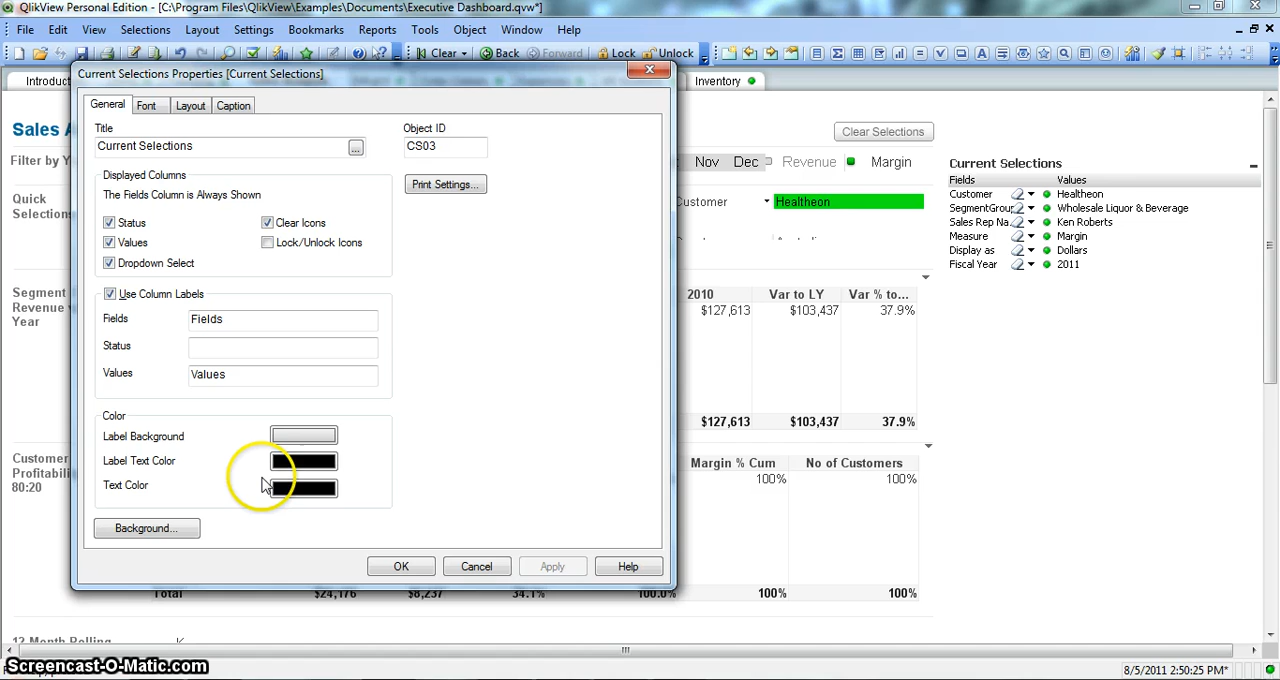 QlikView Personal Edition - [C:\Program Files\QlikView\Examples\Documents\Executive Dashboard.qvw*]
File Edit View Selections Layout Settings Bookmarks Reports Tools Object Window Help
Clear Back Forward Lock Unlock
Introduc Inventory
Current Selections Properties [Current Selections]
General Font Layout Caption
Title
Current Selections ...
Object ID
CS03
Print Settings...
Displayed Columns
The Fields Column is Always Shown
Status Clear Icons
Values Lock/Unlock Icons
Dropdown Select
Use Column Labels
Fields Fields
Status
Values Values
Color
Label Background
Label Text Color
Text Color
Background...
OK Cancel Apply Help
Sales A
Filter by Y
Quick
Selections
Segment
Revenue v
Year
Customer
Profitabili
80:20
12 Month Rolling
Clear Selections
Nov Dec Revenue Margin
Customer Healtheon
2010 Var to LY Var % to...
$127,613 $103,437 37.9%
$127,613 $103,437 37.9%
Margin % Cum No of Customers
100% 100%
Total $24,176 $8,237 34.1% 100.0% 100% 100%
Current Selections
Fields Values
Customer Healtheon
SegmentGroup Wholesale Liquor & Beverage
Sales Rep Na.. Ken Roberts
Measure Margin
Display as Dollars
Fiscal Year 2011
Screencast-O-Matic.com
8/5/2011 2:50:25 PM*